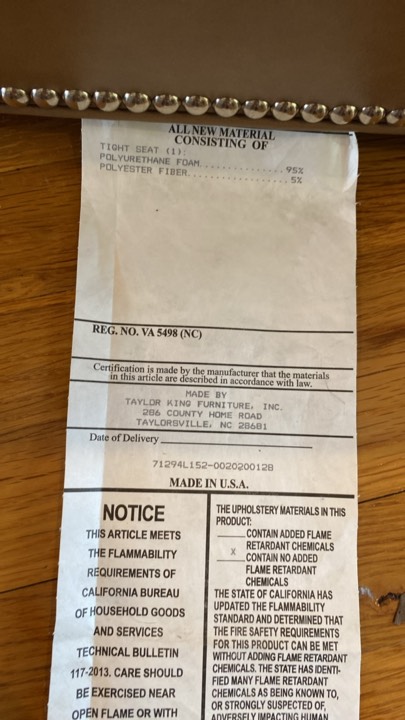 ALL NEW MATERIAL
CONSISTING OF
TIGHT SEAT (1):
POLYURETHANE FOAM................95%
POLYESTER FIBER....................5%
REG. NO. VA 5498 (NC)
Certification is made by the manufacturer that the materials
in this article are described in accordance with law.
MADE BY
TAYLOR KING FURNITURE, INC.
286 COUNTY HOME ROAD
TAYLORSVILLE, NC 28681
Date of Delivery
71294L152-002020012B
MADE IN U.S.A.
NOTICE
THIS ARTICLE MEETS
THE FLAMMABILITY
REQUIREMENTS OF
CALIFORNIA BUREAU
OF HOUSEHOLD GOODS
AND SERVICES
TECHNICAL BULLETIN
117-2013. CARE SHOULD
BE EXERCISED NEAR
OPEN FLAME OR WITH
THE UPHOLSTERY MATERIALS IN THIS
PRODUCT:
CONTAIN ADDED FLAME
RETARDANT CHEMICALS
X CONTAIN NO ADDED
FLAME RETARDANT
CHEMICALS
THE STATE OF CALIFORNIA HAS
UPDATED THE FLAMMABILITY
STANDARD AND DETERMINED THAT
THE FIRE SAFETY REQUIREMENTS
FOR THIS PRODUCT CAN BE MET
WITHOUT ADDING FLAME RETARDANT
CHEMICALS. THE STATE HAS IDENTI-
FIED MANY FLAME RETARDANT
CHEMICALS AS BEING KNOWN TO,
OR STRONGLY SUSPECTED OF,
ADVERSELY IMPACTING HUMAN